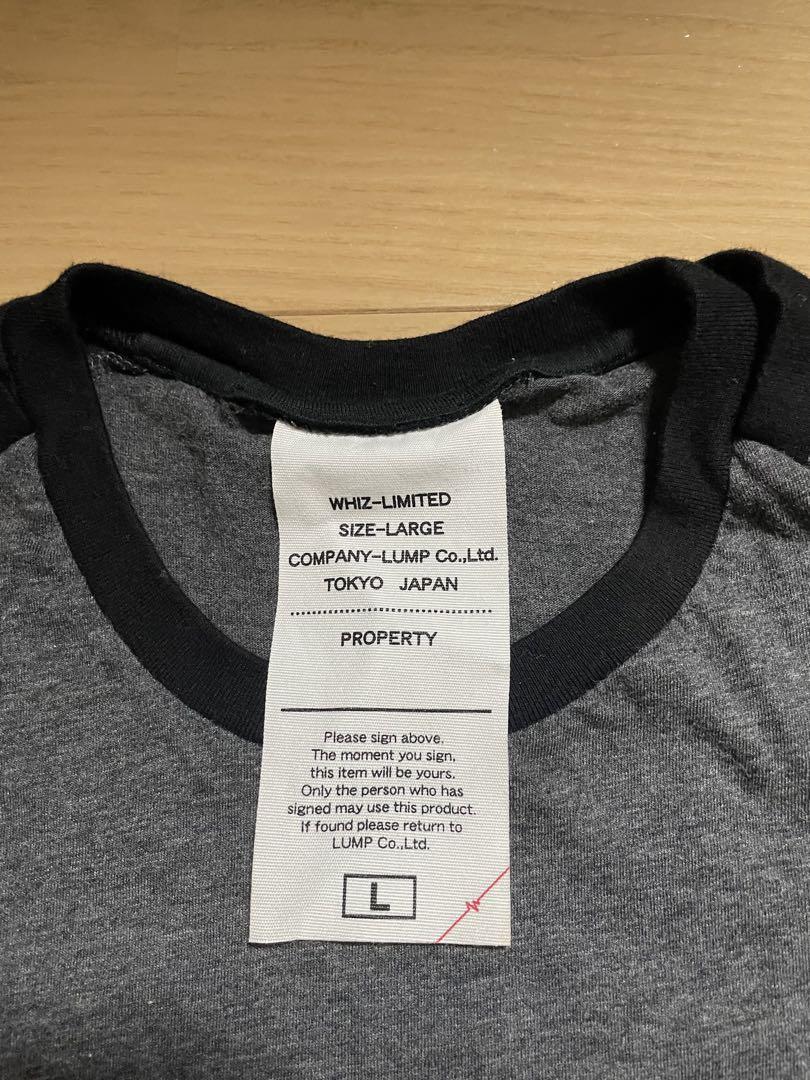 WHIZ-LIMITED
SIZE-LARGE
COMPANY-LUMP Co.,Ltd.
TOKYO JAPAN
PROPERTY
Please sign above.
The moment you sign,
this item will be yours.
Only the person who has
signed may use this product.
If found please return to
LUMP Co.,Ltd.
L